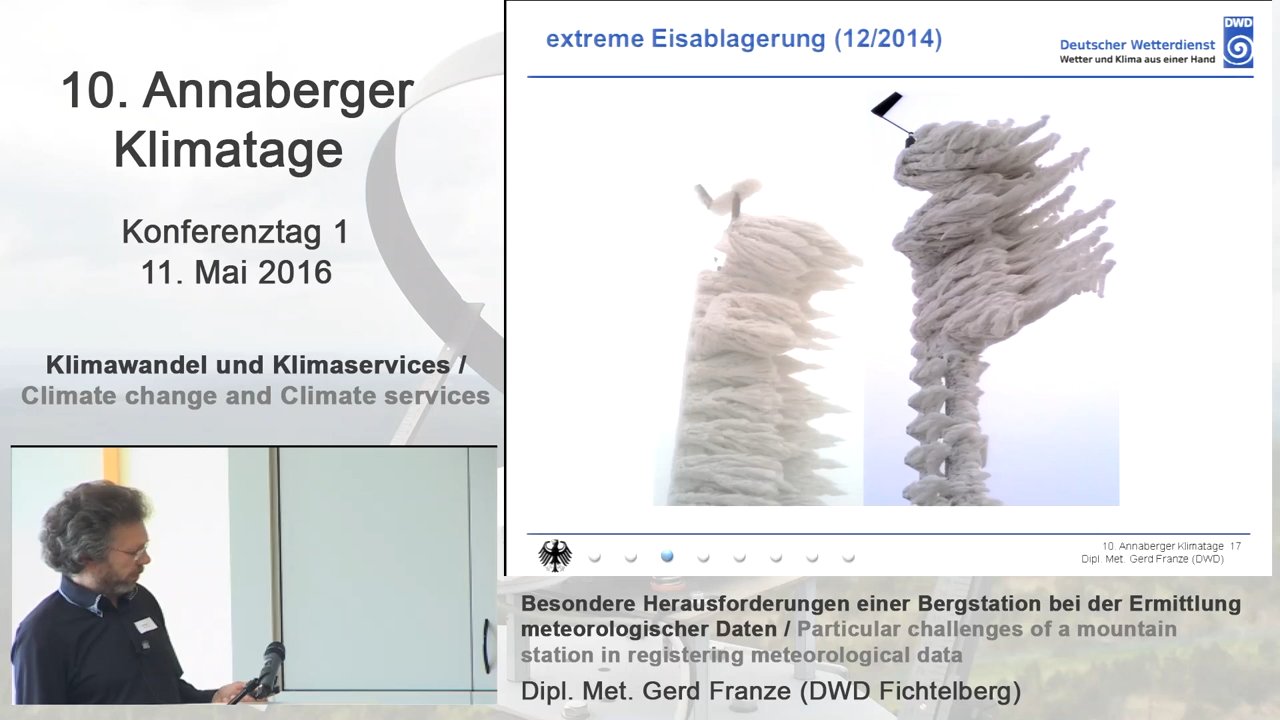 10. Annaberger
Klimatage
Konferenztag 1
11. Mai 2016
Klimawandel und Klimaservices /
Climate change and Climate services
extreme Eisablagerung (12/2014)
DWD
Deutscher Wetterdienst
Wetter und Klima aus einer Hand
10. Annaberger Klimatage 17
Dipl. Met. Gerd Franze (DWD)
Besondere Herausforderungen einer Bergstation bei der Ermittlung
meteorologischer Daten / Particular challenges of a mountain
station in registering meteorological data
Dipl. Met. Gerd Franze (DWD Fichtelberg)